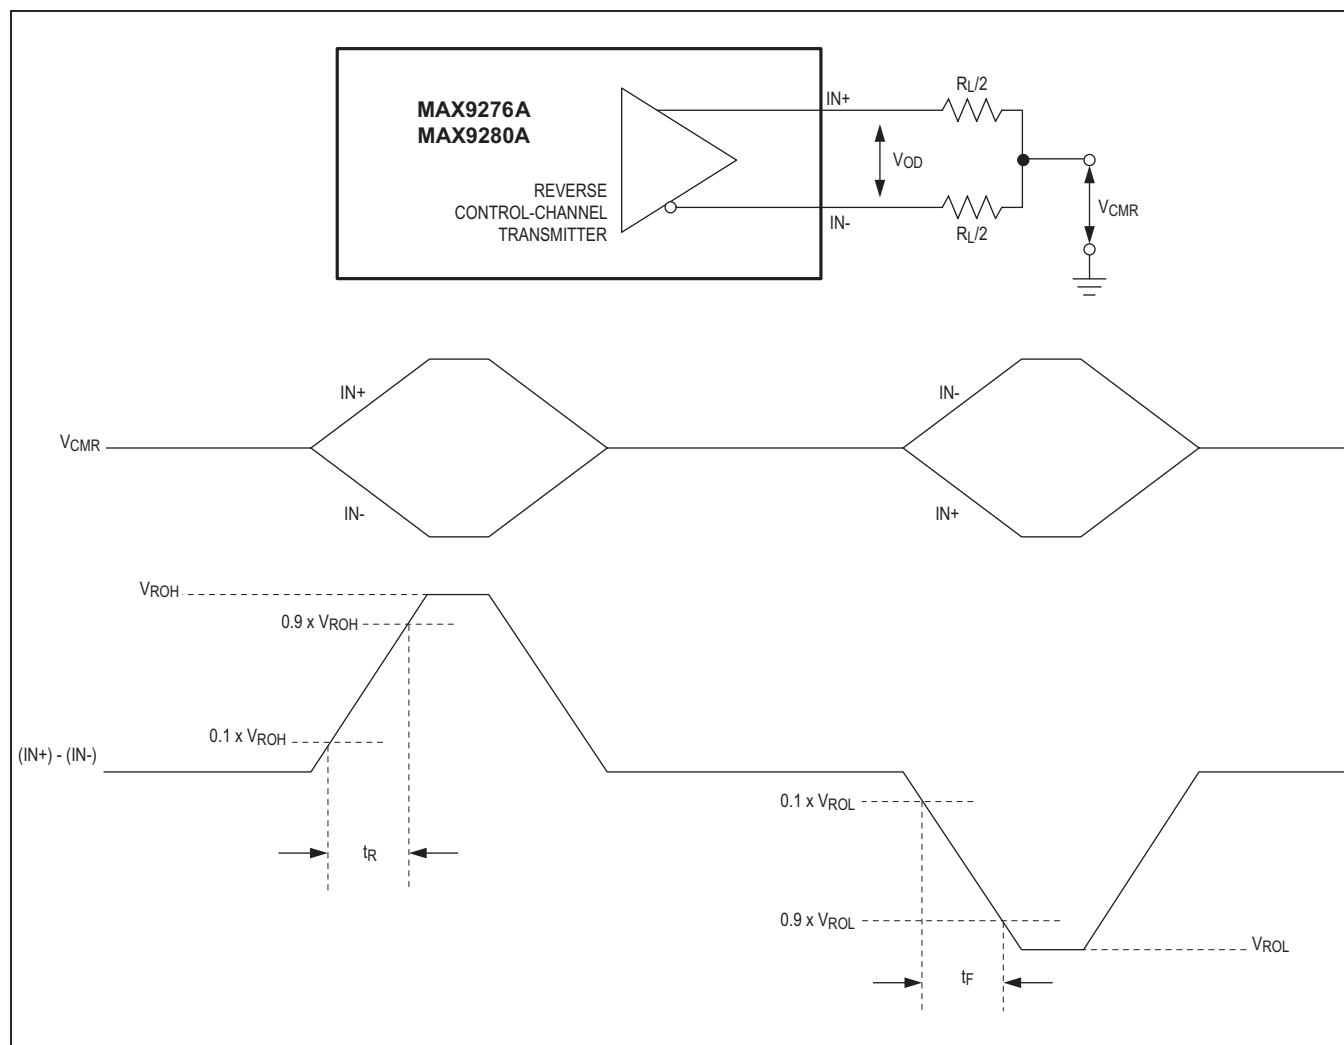 MAX9276A
MAX9280A
REVERSE
CONTROL-CHANNEL
TRANSMITTER
IN+
IN-
VOD
RL/2
RL/2
VCMR
VCMR
IN+
IN-
IN-
IN+
VROH
0.9 x VROH
0.1 x VROH
(IN+) - (IN-)
tR
0.1 x VROL
0.9 x VROL
VROL
tF